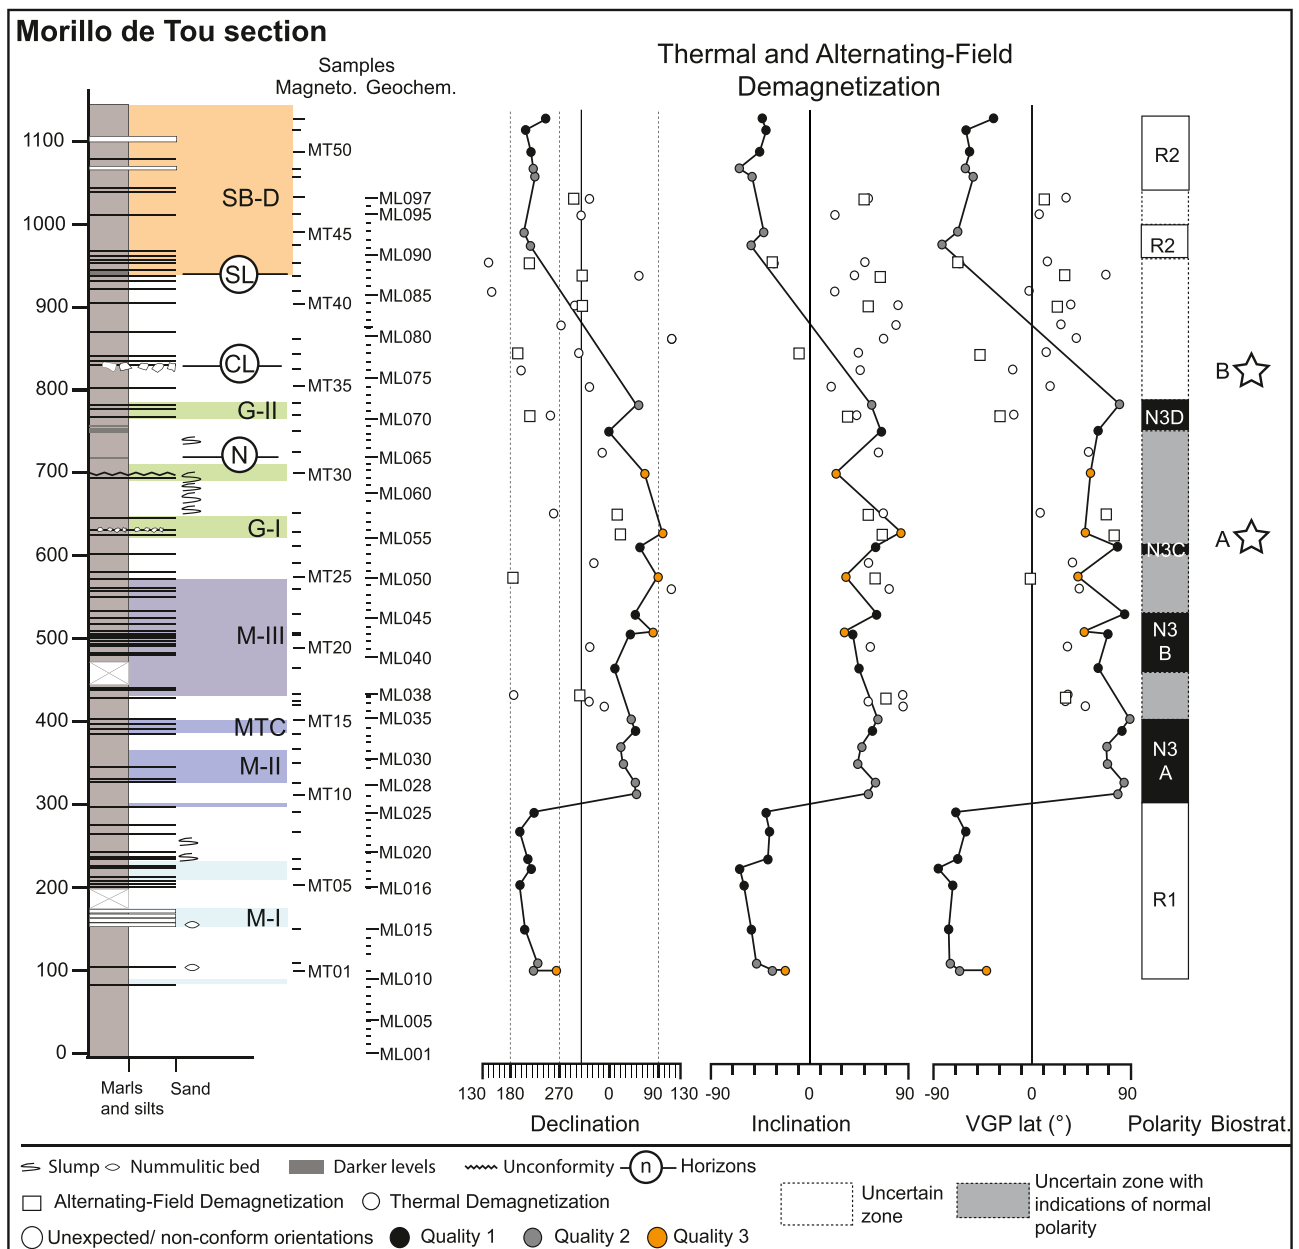 Morillo de Tou section
Samples
Magneto. Geochem.
Thermal and Alternating-Field
Demagnetization
1100
1000
900
800
700
600
500
400
300
200
100
0
Marls
and silts
Sand
SB-D
SL
CL
G-II
N
G-I
M-III
MTC
M-II
M-I
MT50
MT45
MT40
MT35
MT30
MT25
MT20
MT15
MT10
MT05
MT01
ML097
ML095
ML090
ML085
ML080
ML075
ML070
ML065
ML060
ML055
ML050
ML045
ML040
ML038
ML035
ML030
ML028
ML025
ML020
ML016
ML015
ML010
ML005
ML001
130 180 270 0 90 130
Declination
-90 0 90
Inclination
-90 0 90
VGP lat (°)
R2
R2
N3D
N3C
N3
B
N3
A
R1
Polarity
B
A
Biostrat.
Slump Nummulitic bed Darker levels Unconformity n Horizons
Alternating-Field Demagnetization Thermal Demagnetization
Unexpected/ non-conform orientations Quality 1 Quality 2 Quality 3
Uncertain
zone
Uncertain zone with
indications of normal
polarity